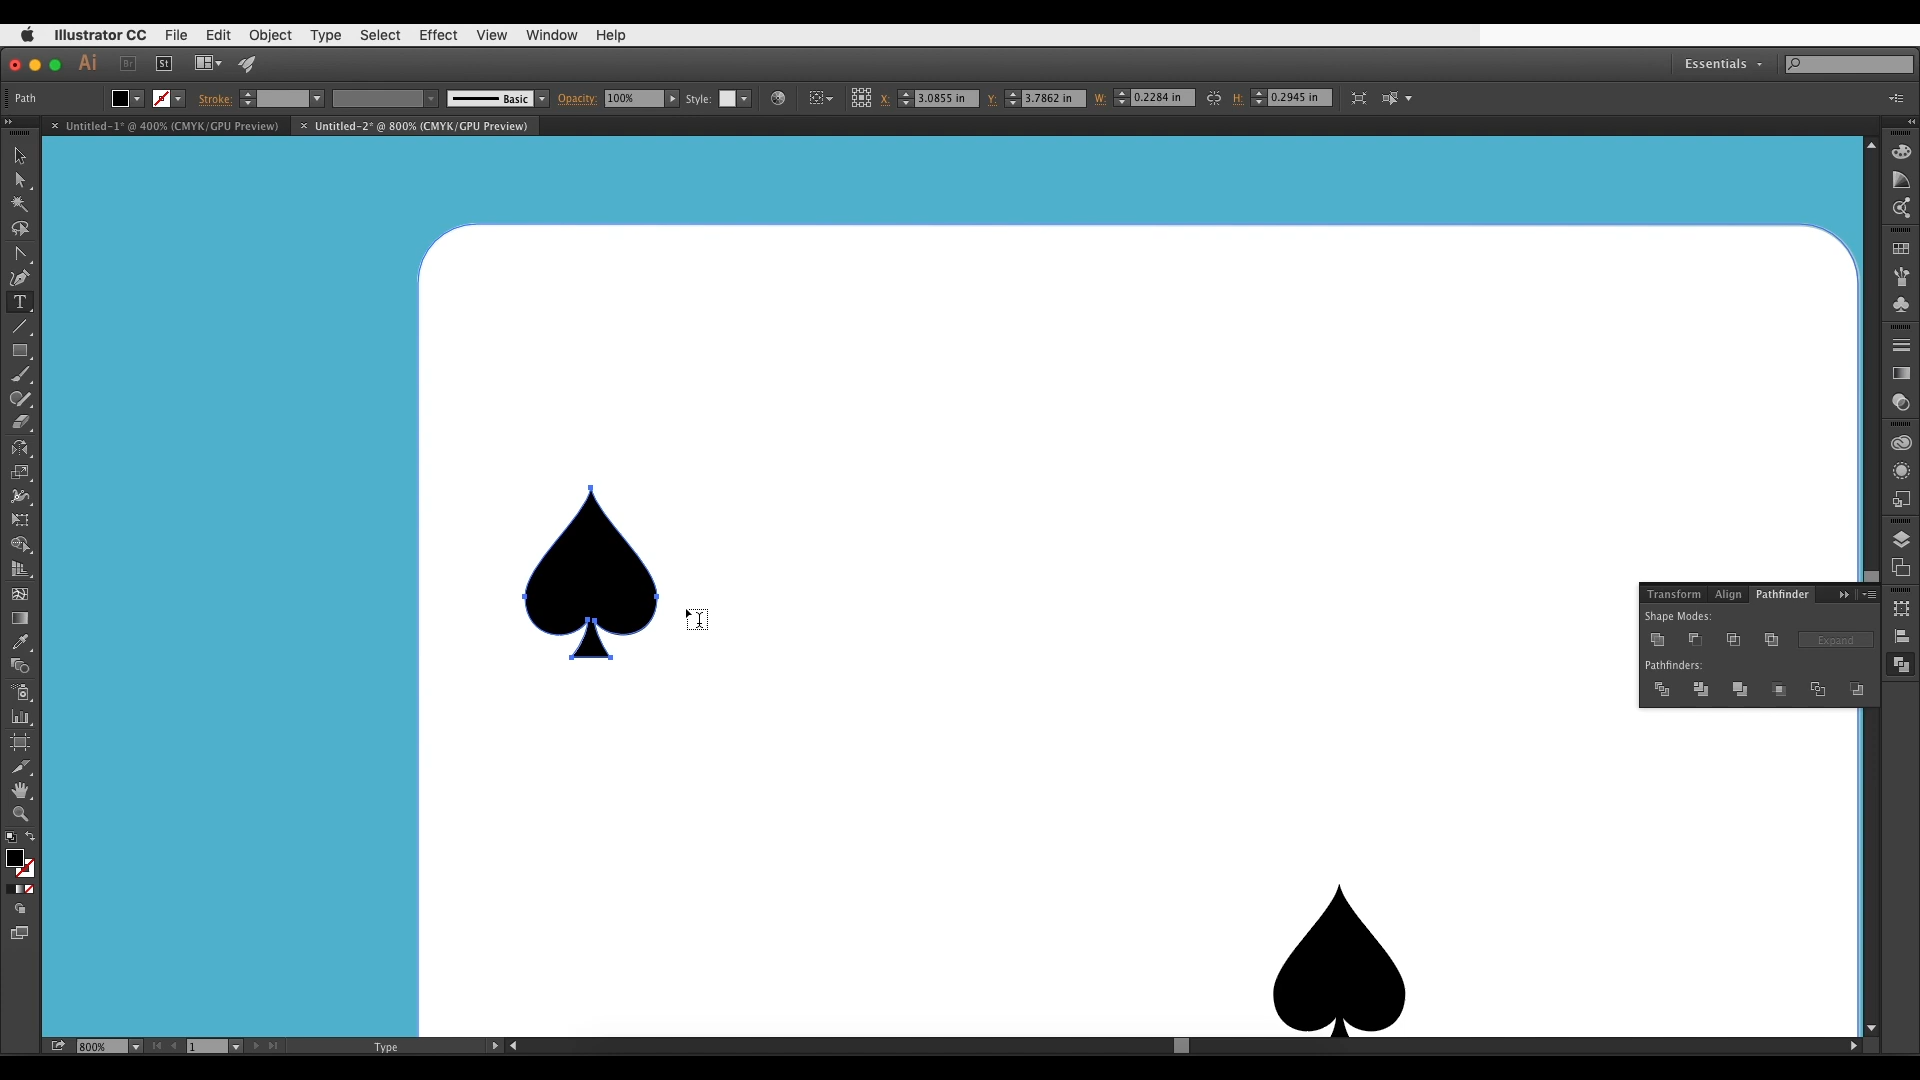 Illustrator CC File Edit Object Type Select Effect View Window Help
Ai Br St Essentials
Path Stroke: Basic Opacity: 100% Style: X: 3.0855 in Y: 3.7862 in W: 0.2284 in H: 0.2945 in
× Untitled-1* @ 400% (CMYK/GPU Preview) × Untitled-2* @ 800% (CMYK/GPU Preview)
T
Transform Align Pathfinder
Shape Modes:
Expand
Pathfinders:
800% 1 Type